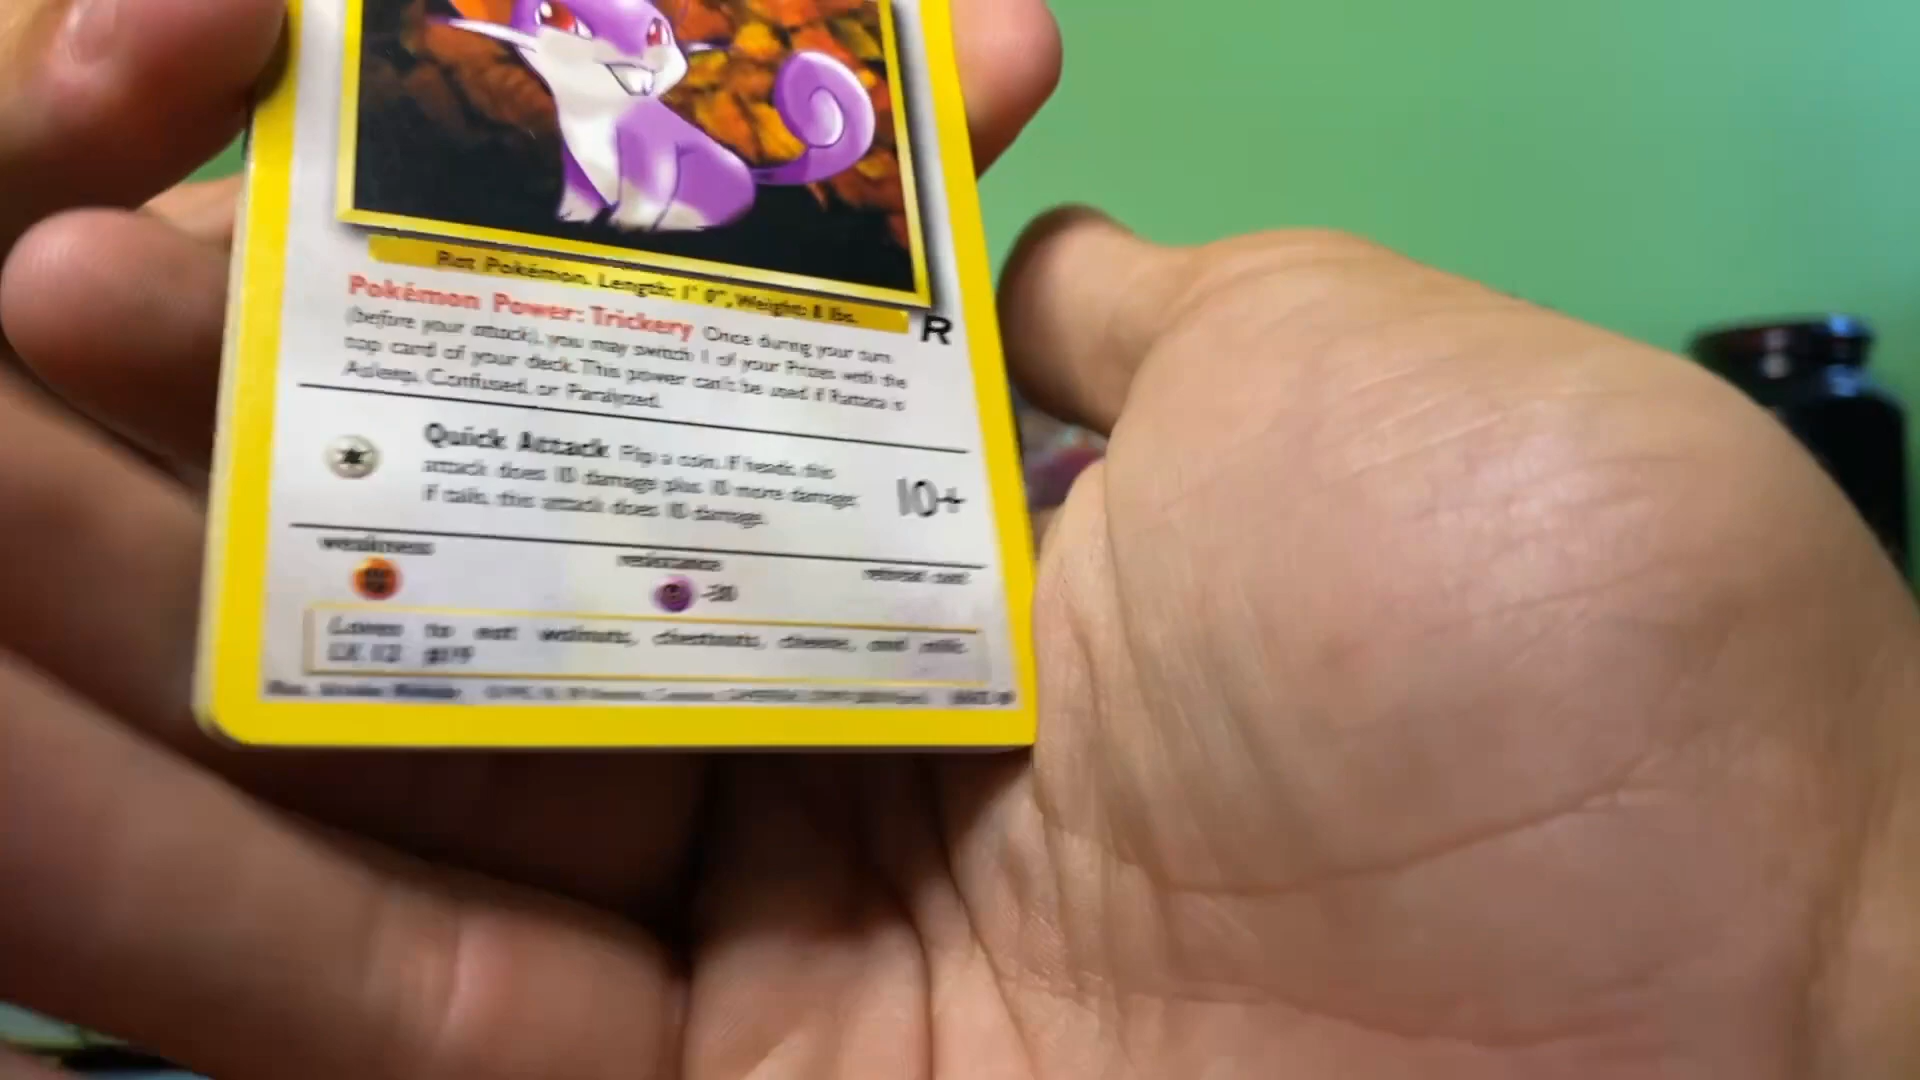 Rat Pokémon. Length: 1' 0", Weight: 8 lbs.
R
Pokémon Power: Trickery Once during your turn
(before your attack), you may switch 1 of your Prizes with the
top card of your deck. This power can't be used if Rattata is
Asleep, Confused, or Paralyzed.
Quick Attack Flip a coin. If heads, this
attack does 10 damage plus 10 more damage;
if tails, this attack does 10 damage.
10+
weakness
resistance
retreat cost
-30
Loves to eat walnuts, chestnuts, cheese, and milk.
LV. 12 #19